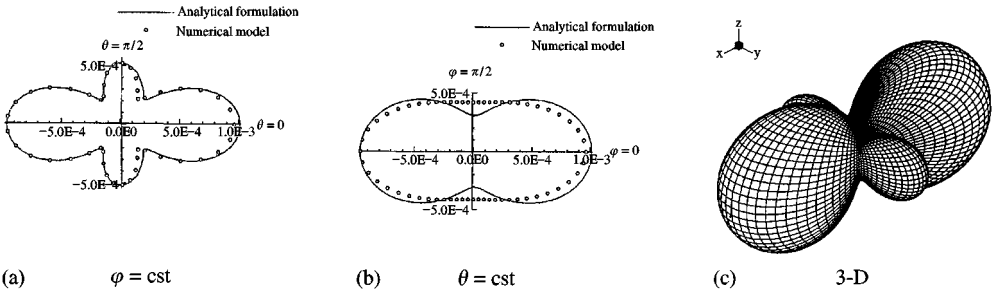 Analytical formulation
Numerical model
θ = π/2
5.0E-4
−5.0E-4
0.0E0
5.0E-4
1.0E-3
θ = 0
−5.0E-4
(a)
φ = cst
Analytical formulation
Numerical model
φ = π/2
5.0E-4
−5.0E-4
0.0E0
5.0E-4
1.0E-3
φ = 0
−5.0E-4
(b)
θ = cst
z
x
y
(c)
3-D